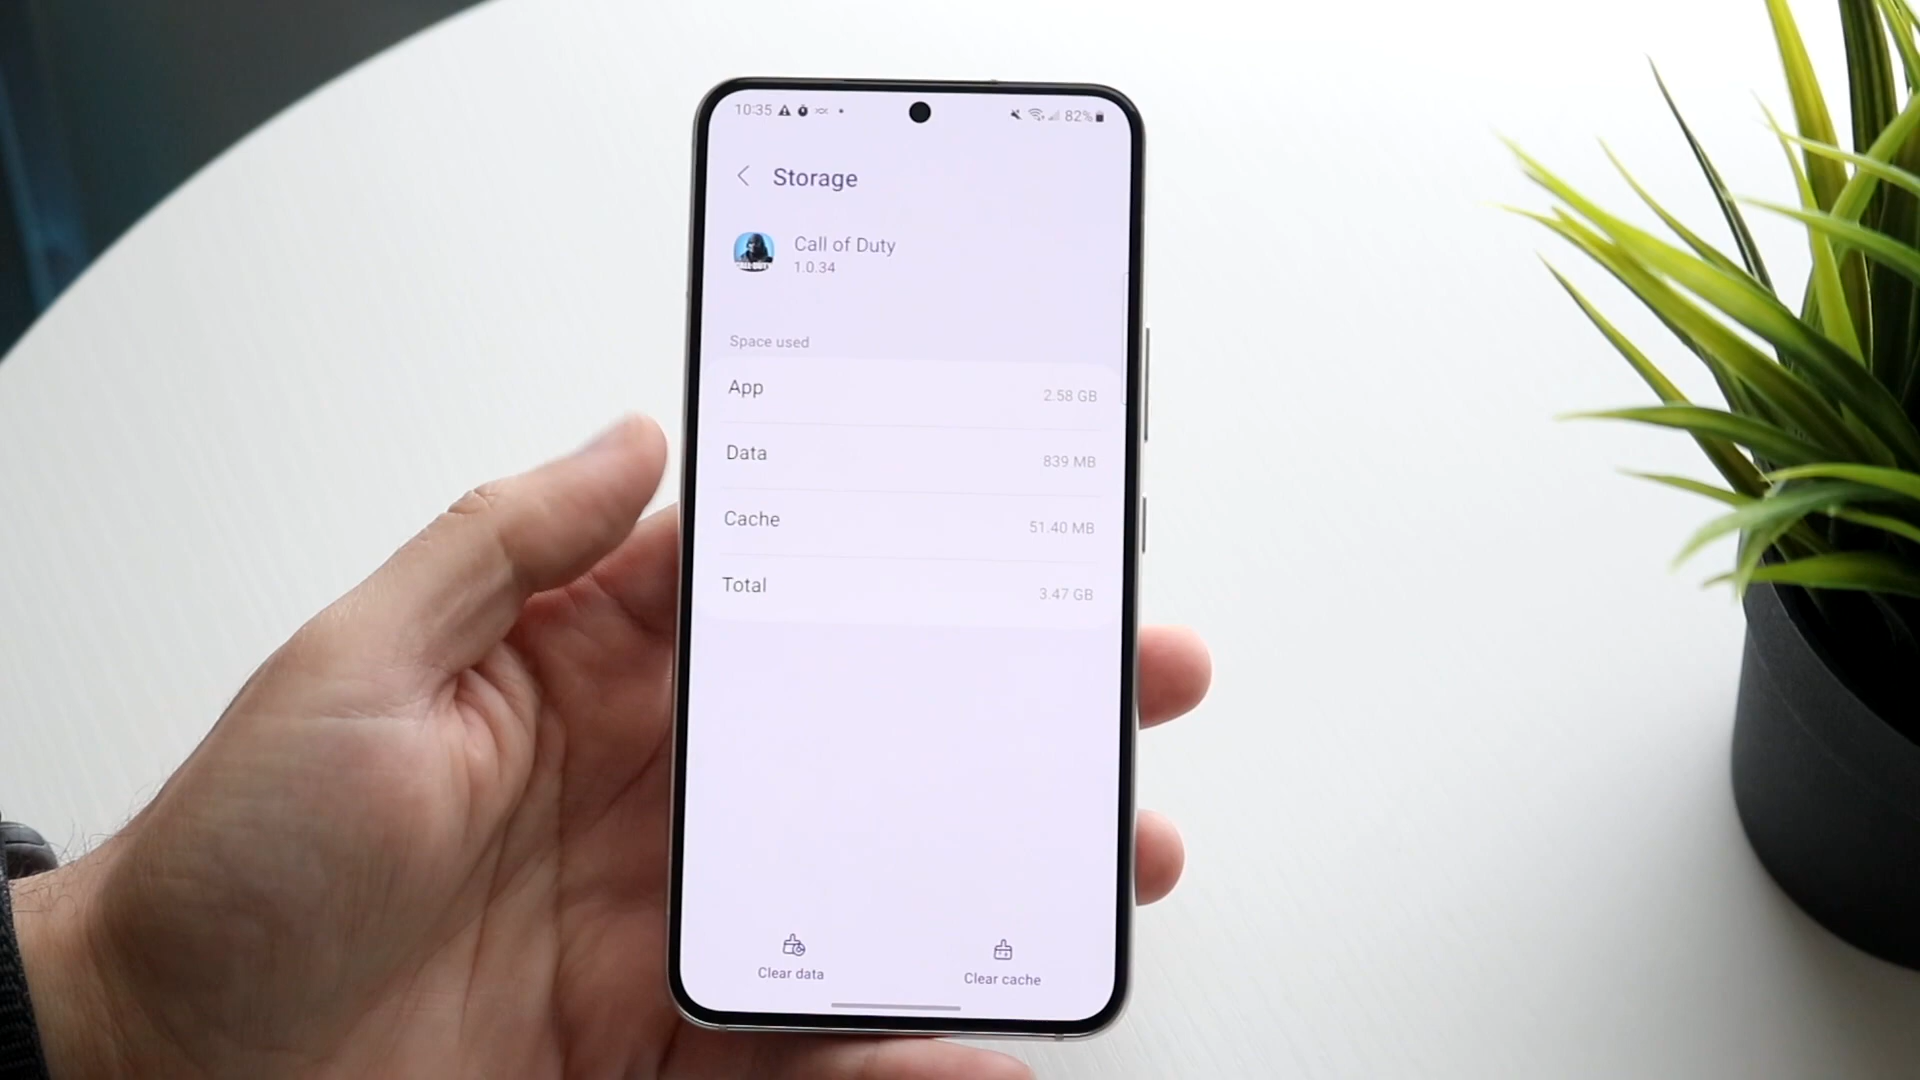 10:35 82%
Storage
Call of Duty
1.0.34
Space used
App 2.58 GB
Data 839 MB
Cache 51.40 MB
Total 3.47 GB
Clear data Clear cache